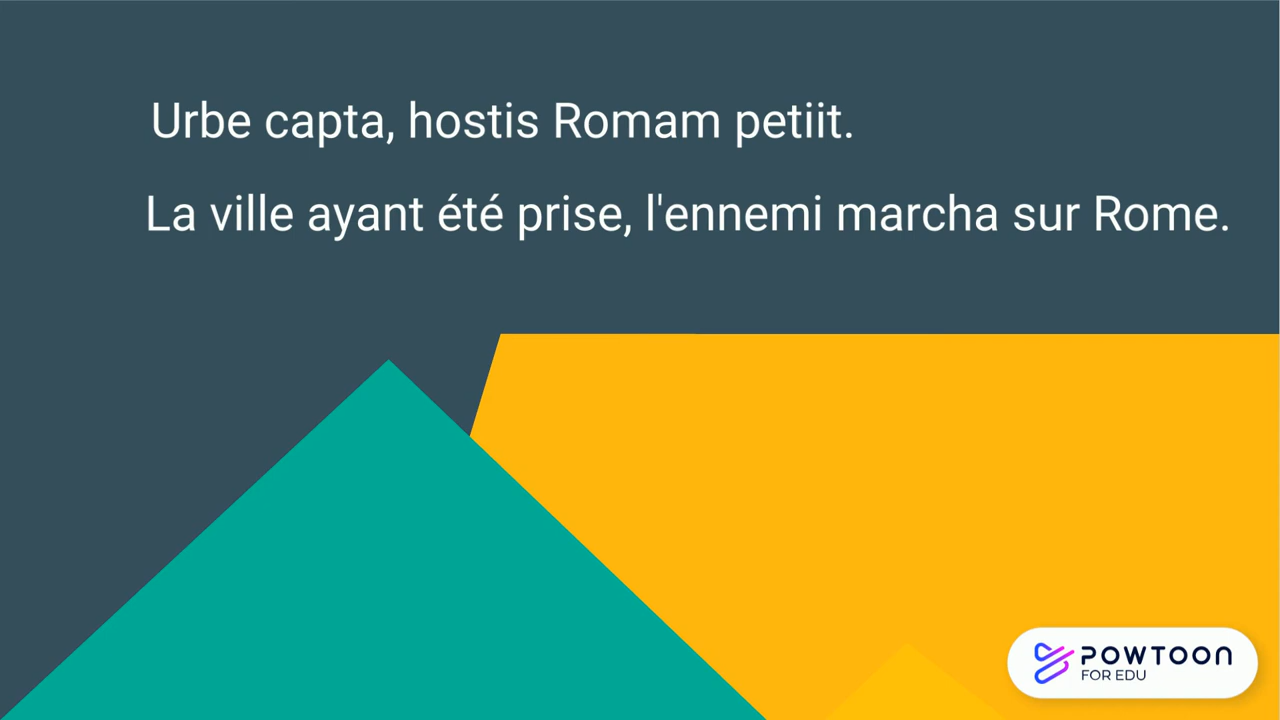 Urbe capta, hostis Romam petiit.
La ville ayant été prise, l'ennemi marcha sur Rome.
POWTOON
FOR EDU